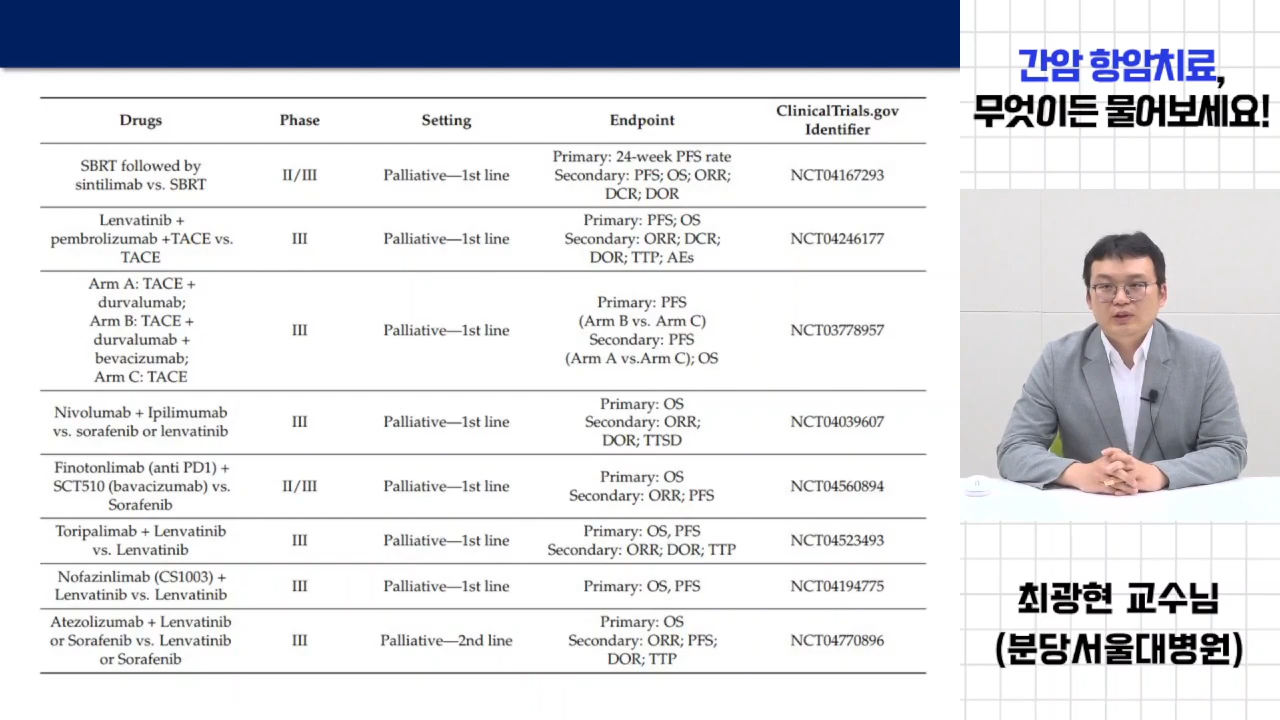 Drugs
Phase
Setting
Endpoint
ClinicalTrials.gov
Identifier
SBRT followed by
sintilimab vs. SBRT
II/III
Palliative—1st line
Primary: 24-week PFS rate
Secondary: PFS; OS; ORR;
DCR; DOR
NCT04167293
Lenvatinib +
pembrolizumab +TACE vs.
TACE
III
Palliative—1st line
Primary: PFS; OS
Secondary: ORR; DCR;
DOR; TTP; AEs
NCT04246177
Arm A: TACE +
durvalumab;
Arm B: TACE +
durvalumab +
bevacizumab;
Arm C: TACE
III
Palliative—1st line
Primary: PFS
(Arm B vs. Arm C)
Secondary: PFS
(Arm A vs.Arm C); OS
NCT03778957
Nivolumab + Ipilimumab
vs. sorafenib or lenvatinib
III
Palliative—1st line
Primary: OS
Secondary: ORR;
DOR; TTSD
NCT04039607
Finotonlimab (anti PD1) +
SCT510 (bavacizumab) vs.
Sorafenib
II/III
Palliative—1st line
Primary: OS
Secondary: ORR; PFS
NCT04560894
Toripalimab + Lenvatinib
vs. Lenvatinib
III
Palliative—1st line
Primary: OS, PFS
Secondary: ORR; DOR; TTP
NCT04523493
Nofazinlimab (CS1003) +
Lenvatinib vs. Lenvatinib
III
Palliative—1st line
Primary: OS, PFS
NCT04194775
Atezolizumab + Lenvatinib
or Sorafenib vs. Lenvatinib
or Sorafenib
III
Palliative—2nd line
Primary: OS
Secondary: ORR; PFS;
DOR; TTP
NCT04770896
간암 항암치료,
무엇이든 물어보세요!
최광현 교수님
(분당서울대병원)